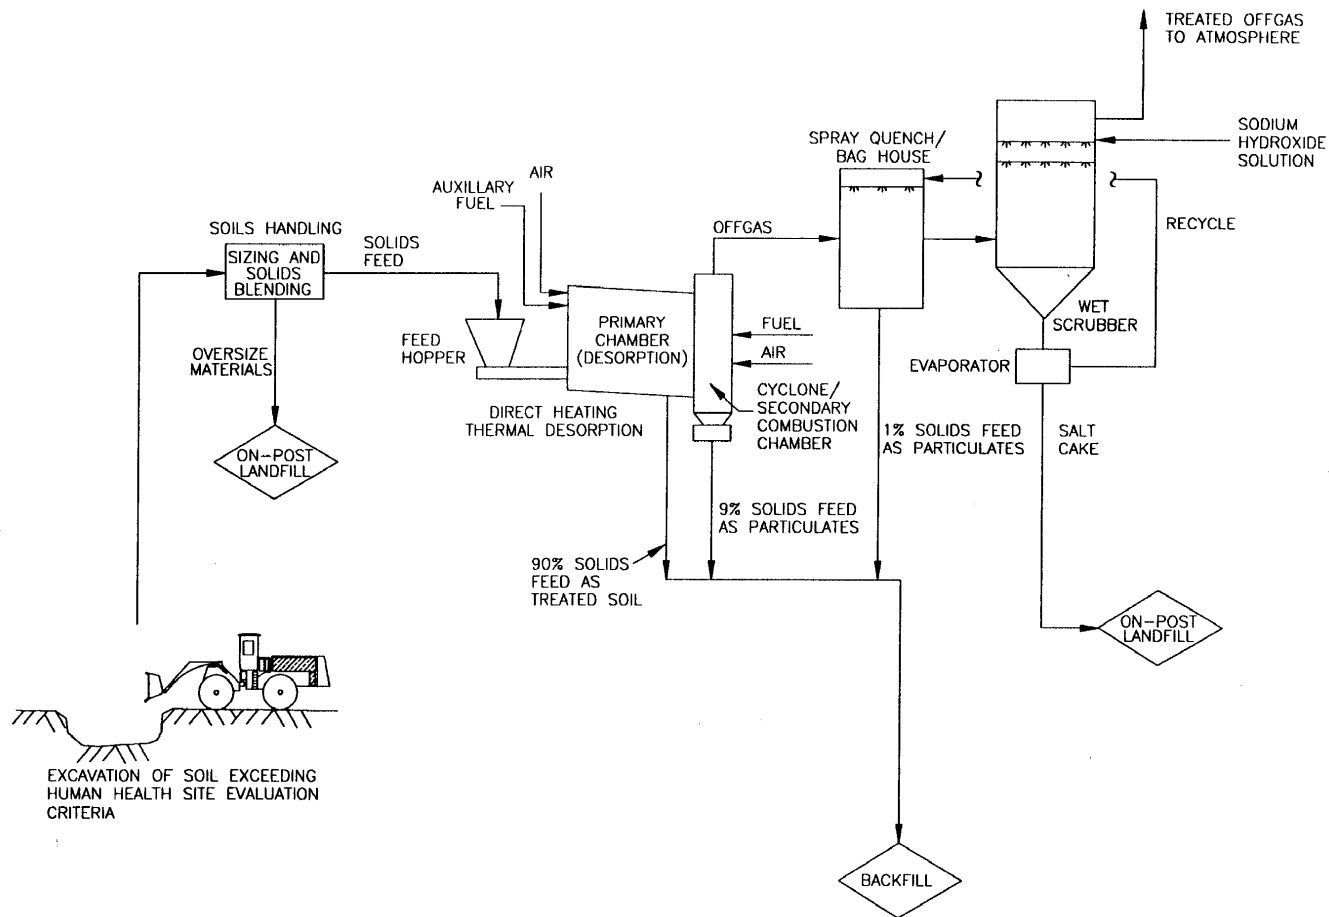 TREATED OFFGAS
TO ATMOSPHERE
SODIUM
HYDROXIDE
SOLUTION
SPRAY QUENCH/
BAG HOUSE
AIR
AUXILLARY
FUEL
RECYCLE
OFFGAS
SOILS HANDLING
SIZING AND
SOLIDS
BLENDING
SOLIDS
FEED
WET
SCRUBBER
PRIMARY
CHAMBER
(DESORPTION)
FUEL
AIR
FEED
HOPPER
OVERSIZE
MATERIALS
EVAPORATOR
CYCLONE/
SECONDARY
COMBUSTION
CHAMBER
DIRECT HEATING
THERMAL DESORPTION
1% SOLIDS FEED
AS PARTICULATES
SALT
CAKE
ON-POST
LANDFILL
9% SOLIDS FEED
AS PARTICULATES
90% SOLIDS
FEED AS
TREATED SOIL
ON-POST
LANDFILL
EXCAVATION OF SOIL EXCEEDING
HUMAN HEALTH SITE EVALUATION
CRITERIA
BACKFILL